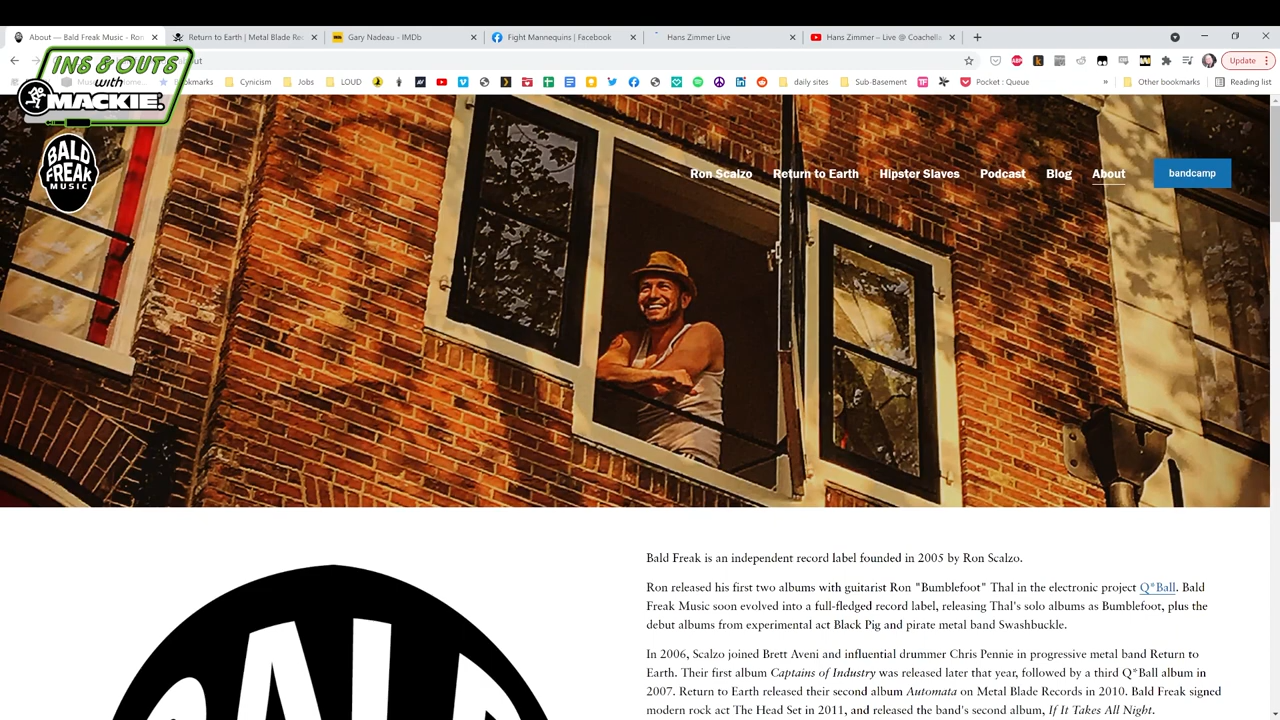 About — Bald Freak Music - Ron
Return to Earth | Metal Blade Rec
Gary Nadeau - IMDb
Fight Mannequins | Facebook
Hans Zimmer Live
Hans Zimmer – Live @ Coachella
Update
INS & OUTS
with
MACKIE.
Bookmarks
Cynicism
Jobs
LOUD
daily sites
Sub-Basement
Pocket : Queue
Other bookmarks
Reading list
BALD
FREAK
MUSIC
Ron Scalzo
Return to Earth
Hipster Slaves
Podcast
Blog
About
bandcamp
Bald Freak is an independent record label founded in 2005 by Ron Scalzo.
Ron released his first two albums with guitarist Ron "Bumblefoot" Thal in the electronic project Q*Ball. Bald
Freak Music soon evolved into a full-fledged record label, releasing Thal's solo albums as Bumblefoot, plus the
debut albums from experimental act Black Pig and pirate metal band Swashbuckle.
In 2006, Scalzo joined Brett Aveni and influential drummer Chris Pennie in progressive metal band Return to
Earth. Their first album Captains of Industry was released later that year, followed by a third Q*Ball album in
2007. Return to Earth released their second album Automata on Metal Blade Records in 2010. Bald Freak signed
modern rock act The Head Set in 2011, and released the band's second album, If It Takes All Night.
BALD